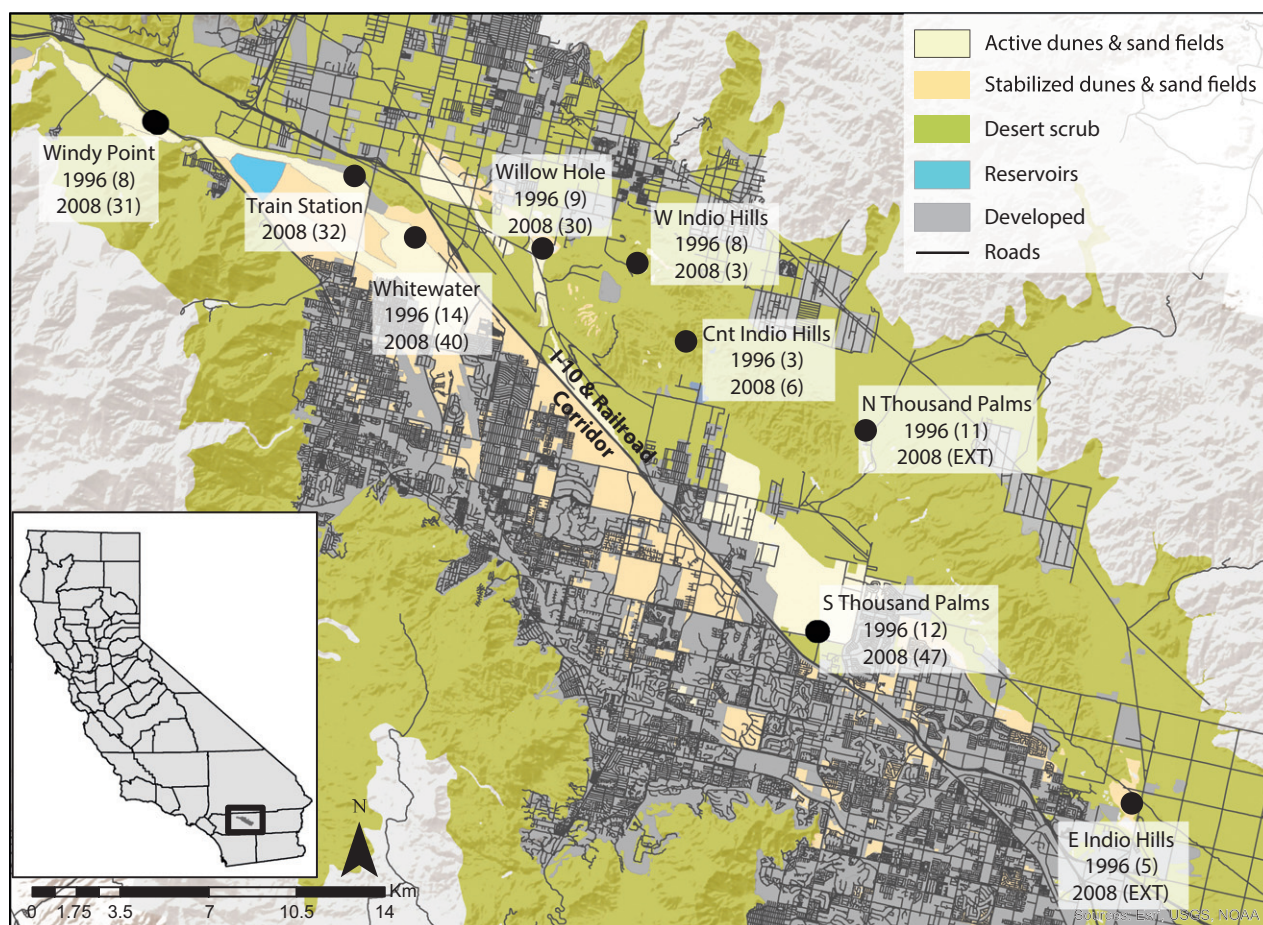 Active dunes & sand fields
Stabilized dunes & sand fields
Desert scrub
Reservoirs
Developed
Roads
Windy Point
1996 (8)
2008 (31)
Train Station
2008 (32)
Willow Hole
1996 (9)
2008 (30)
W Indio Hills
1996 (8)
2008 (3)
Whitewater
1996 (14)
2008 (40)
Cnt Indio Hills
1996 (3)
2008 (6)
I-10 & Railroad
Corridor
N Thousand Palms
1996 (11)
2008 (EXT)
S Thousand Palms
1996 (12)
2008 (47)
E Indio Hills
1996 (5)
2008 (EXT)
N
Km
0 1.75 3.5 7 10.5 14
Sources: Esri, USGS, NOAA